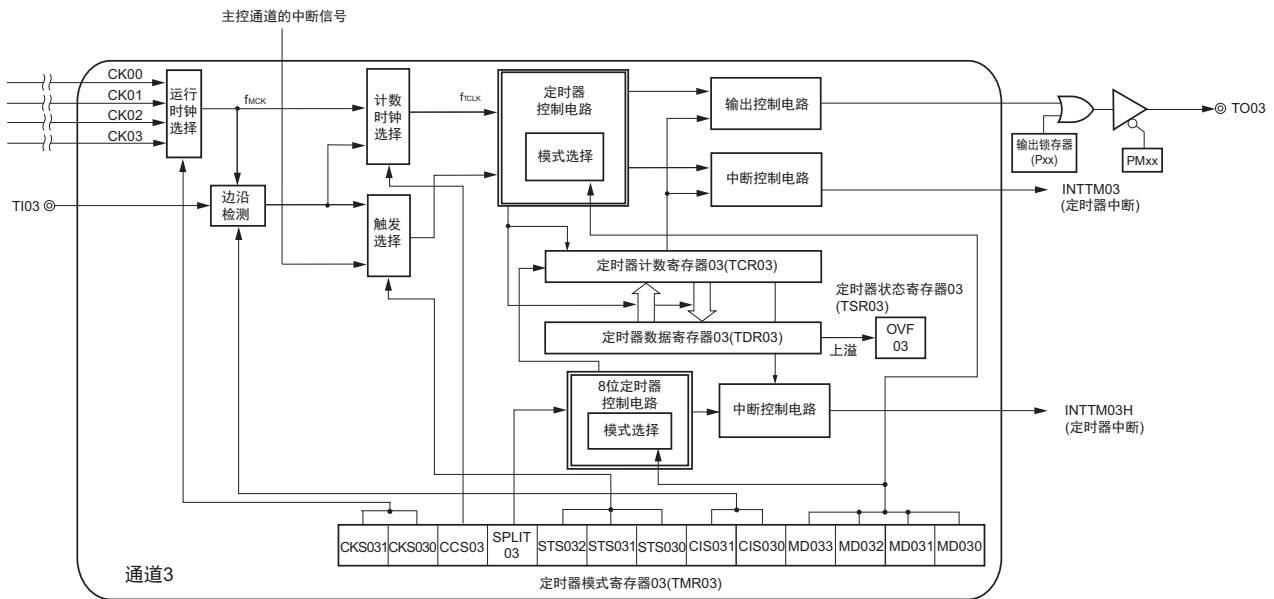 主控通道的中断信号
CK00
CK01
CK02
CK03
运行
时钟
选择
fMCK
计数
时钟
选择
fTCLK
定时器
控制电路
模式选择
输出控制电路
TO03
输出锁存器
(Pxx)
PMxx
中断控制电路
INTTM03
(定时器中断)
TI03
边沿
检测
触发
选择
定时器计数寄存器03(TCR03)
定时器状态寄存器03
(TSR03)
定时器数据寄存器03(TDR03)
上溢
OVF
03
8位定时器
控制电路
模式选择
中断控制电路
INTTM03H
(定时器中断)
CKS031 CKS030 CCS03 SPLIT03 STS032 STS031 STS030 CIS031 CIS030 MD033 MD032 MD031 MD030
通道3
定时器模式寄存器03(TMR03)